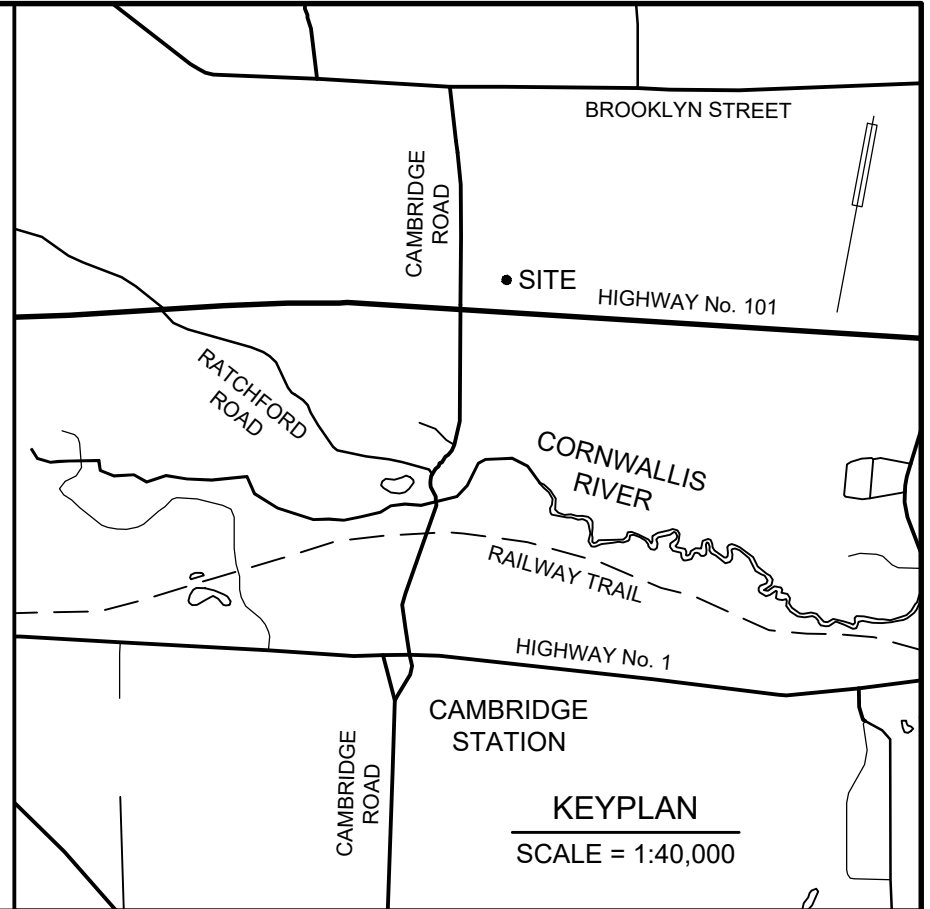 BROOKLYN STREET
CAMBRIDGE
ROAD
SITE
HIGHWAY No. 101
RATCHFORD
ROAD
CORNWALLIS
RIVER
RAILWAY TRAIL
HIGHWAY No. 1
CAMBRIDGE
STATION
CAMBRIDGE
ROAD
KEYPLAN
SCALE = 1:40,000